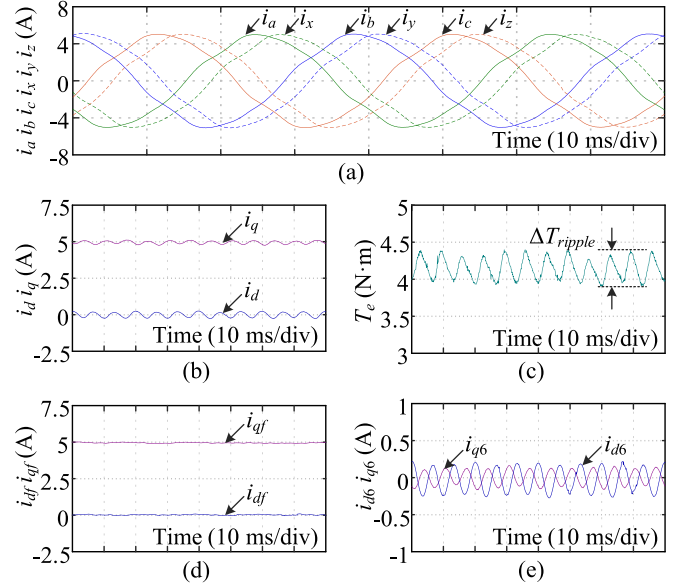 i_a i_x i_b i_y i_c i_z
8
4
0
-4
-8
i_a i_b i_c i_x i_y i_z (A)
Time (10 ms/div)
(a)
7.5
5
2.5
0
-2.5
i_d i_q (A)
i_q
i_d
Time (10 ms/div)
(b)
5
4.5
4
3.5
3
T_e (N·m)
ΔT_ripple
Time (10 ms/div)
(c)
7.5
5
2.5
0
-2.5
i_df i_qf (A)
i_qf
i_df
Time (10 ms/div)
(d)
1
0.5
0
-0.5
-1
i_d6 i_q6 (A)
i_q6 i_d6
Time (10 ms/div)
(e)